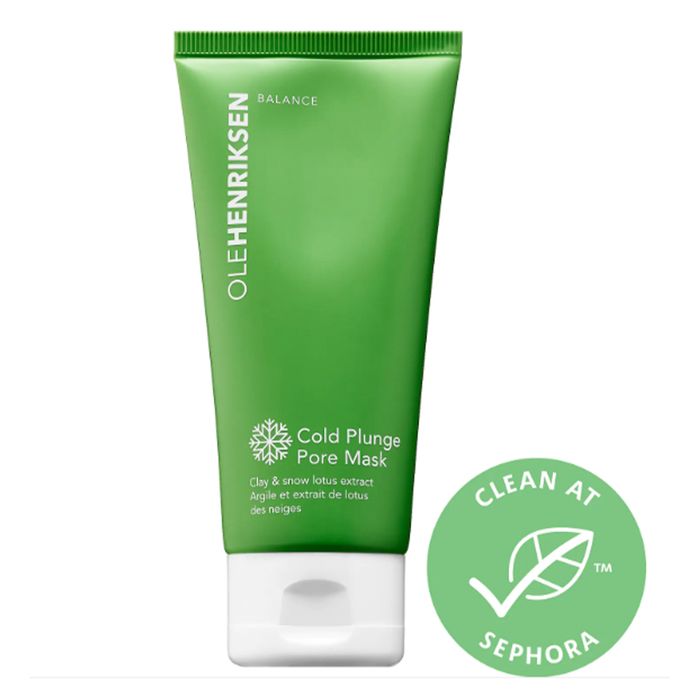 OLEHENRIKSEN
BALANCE
Cold Plunge
Pore Mask
Clay & snow lotus extract
Argile et extrait de lotus
des neiges
CLEAN AT
TM
SEPHORA